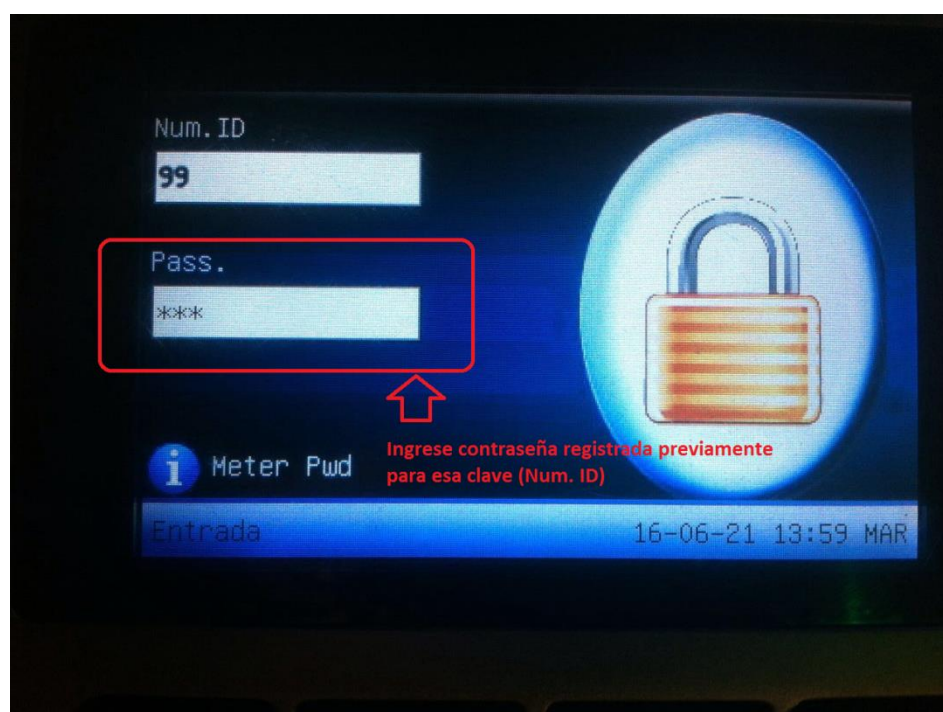 Num.ID
99
Pass.
***
Ingrese contraseña registrada previamente
para esa clave (Num. ID)
Meter Pwd
Entrada 16-06-21 13:59 MAR